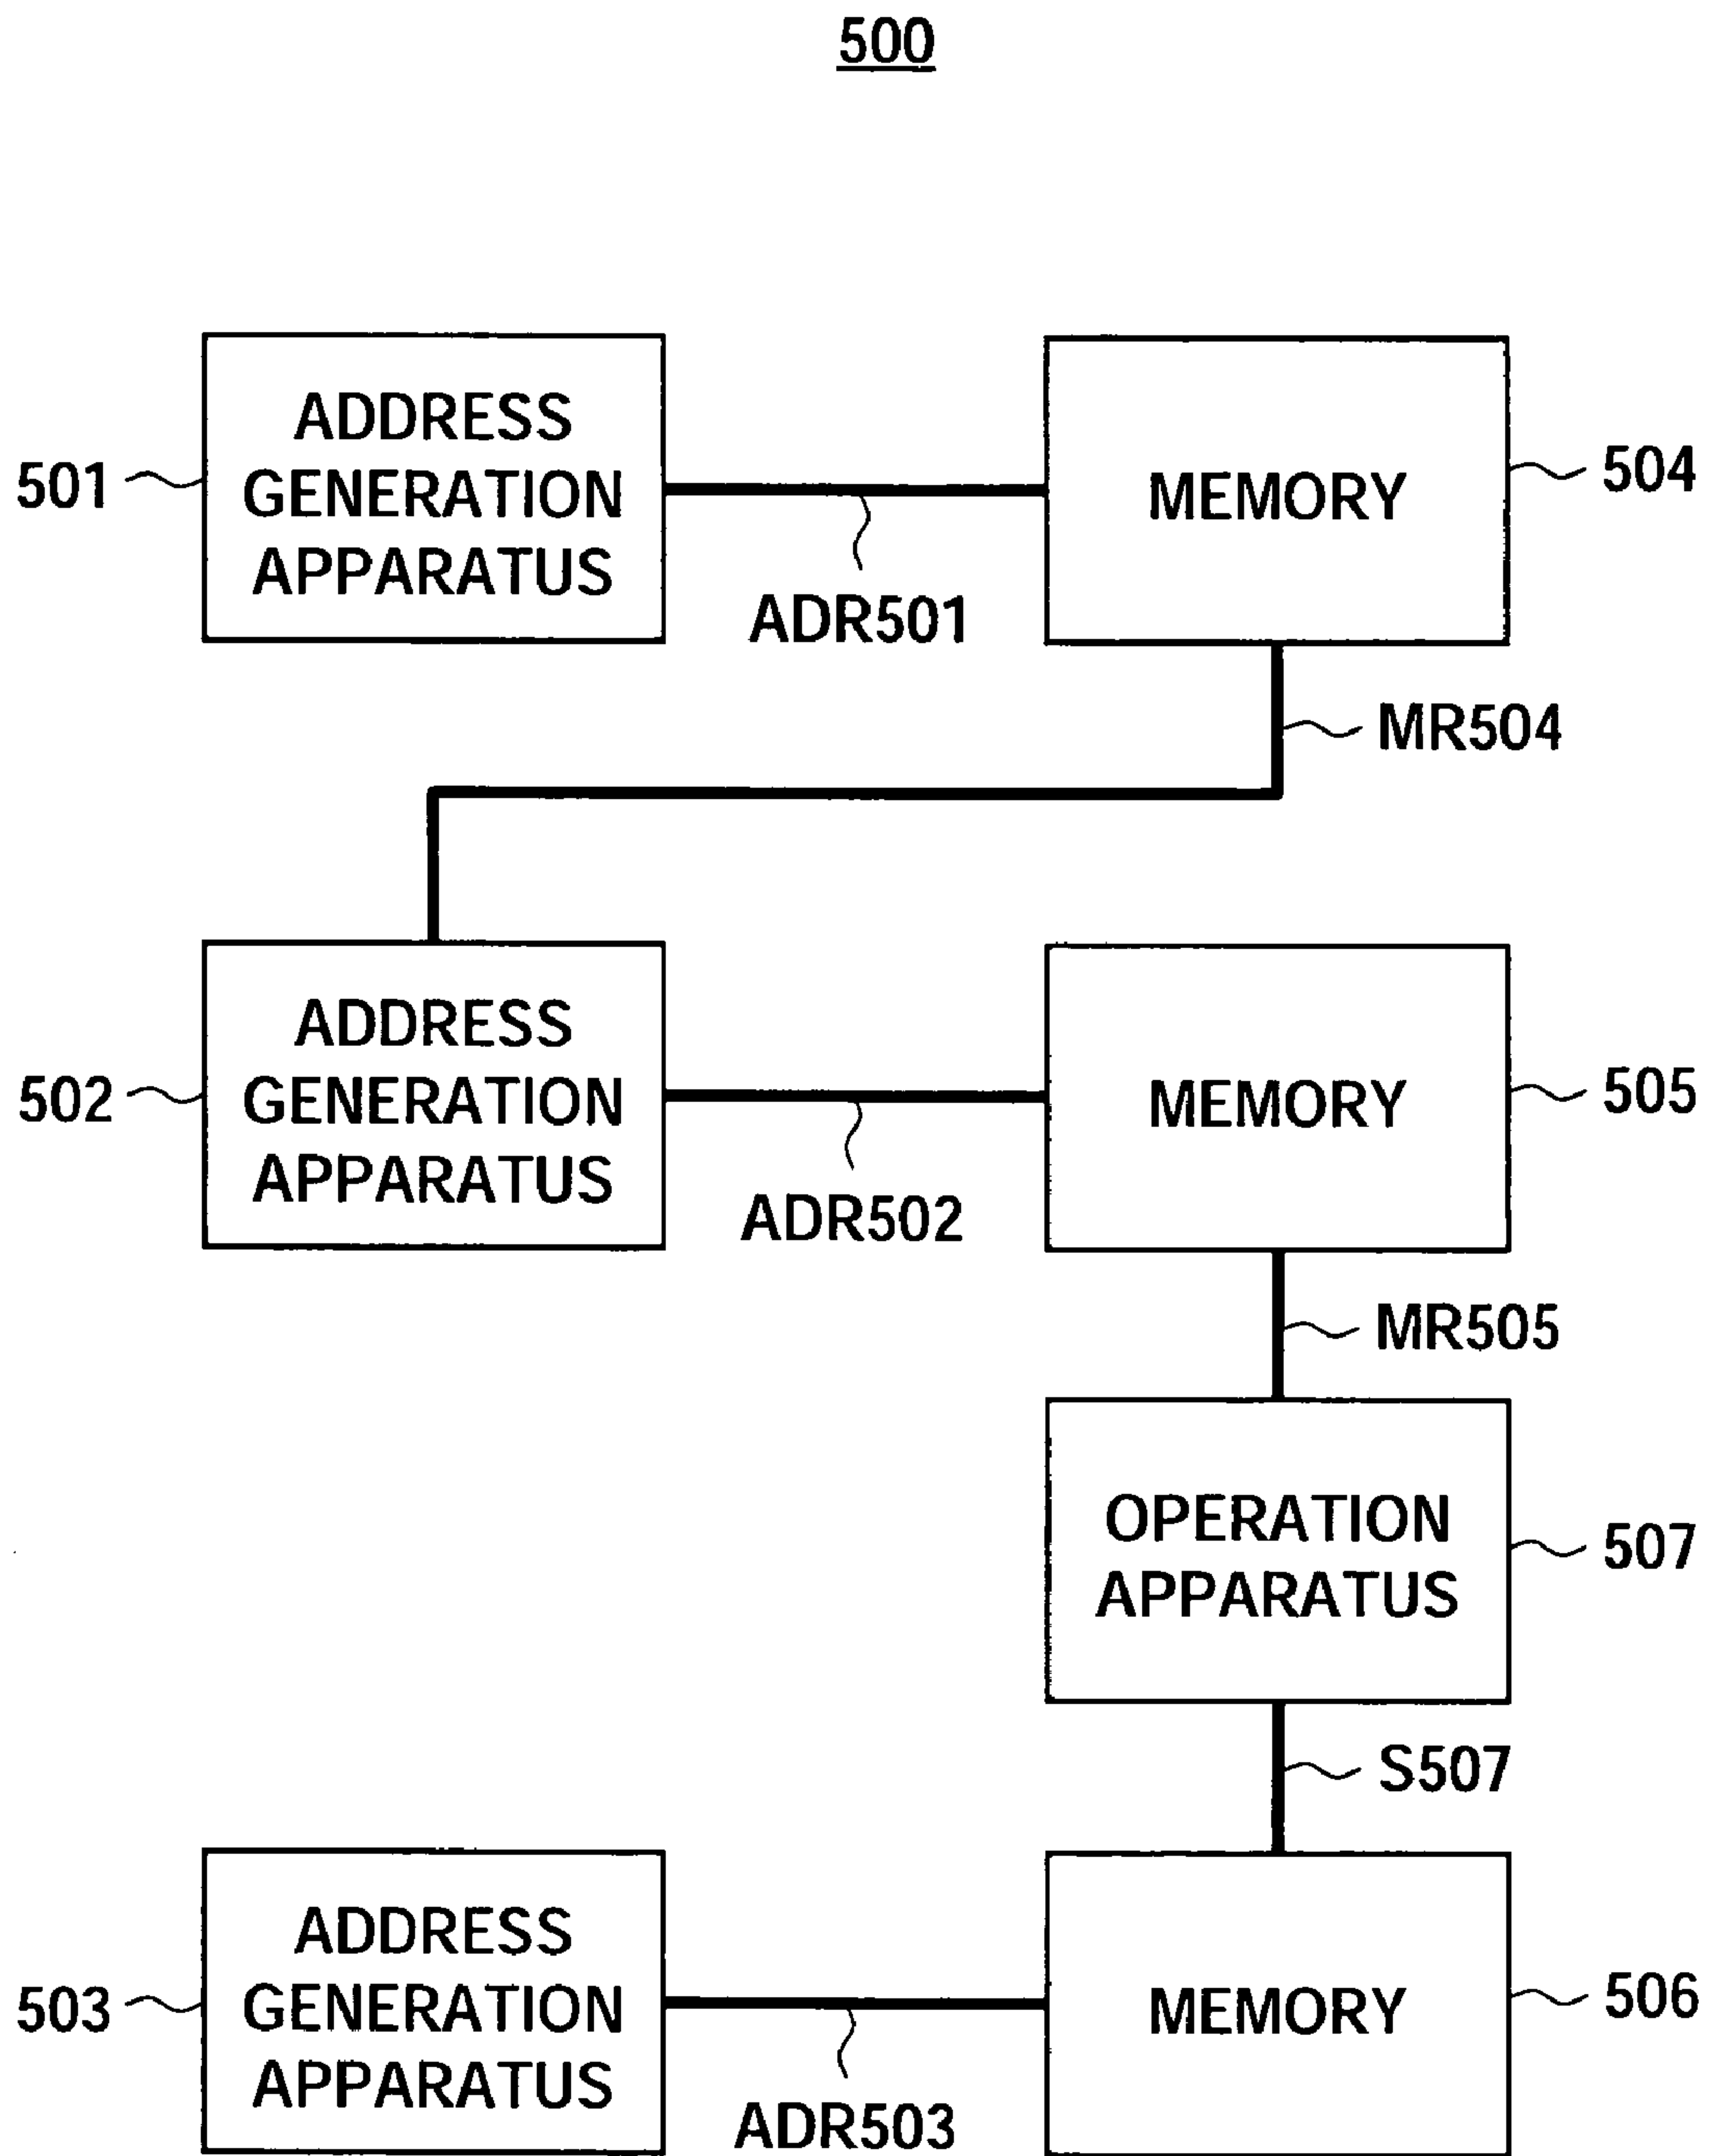 500
ADDRESS
GENERATION
APPARATUS
501
ADR501
MEMORY
504
MR504
ADDRESS
GENERATION
APPARATUS
502
ADR502
MEMORY
505
MR505
OPERATION
APPARATUS
507
S507
ADDRESS
GENERATION
APPARATUS
503
ADR503
MEMORY
506